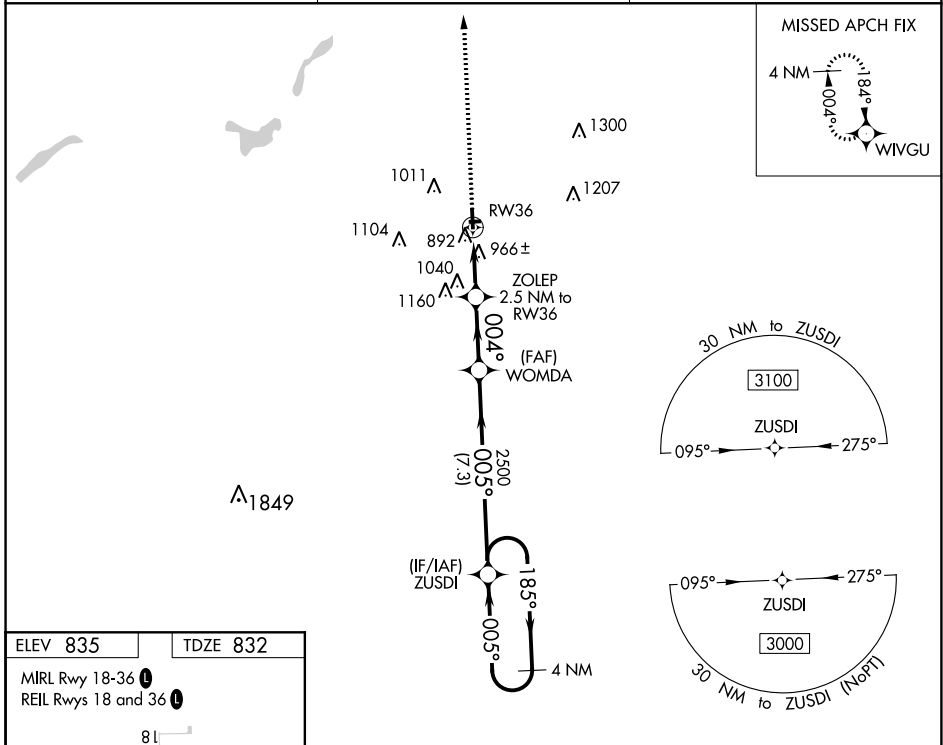 MISSED APCH FIX
4 NM
184°
004°
WIVGU
1300
1011
1207
RW36
1104
892
966±
1040
ZOLEP
1160
2.5 NM to
RW36
004°
(FAF)
WOMDA
30 NM to ZUSDI
3100
ZUSDI
095°
275°
2500
(7.3)
005°
1849
(IF/IAF)
ZUSDI
185°
005°
4 NM
095°
275°
ZUSDI
3000
30 NM to ZUSDI (NoPT)
ELEV 835
TDZE 832
MIRL Rwy 18-36 L
REIL Rwys 18 and 36 L
18